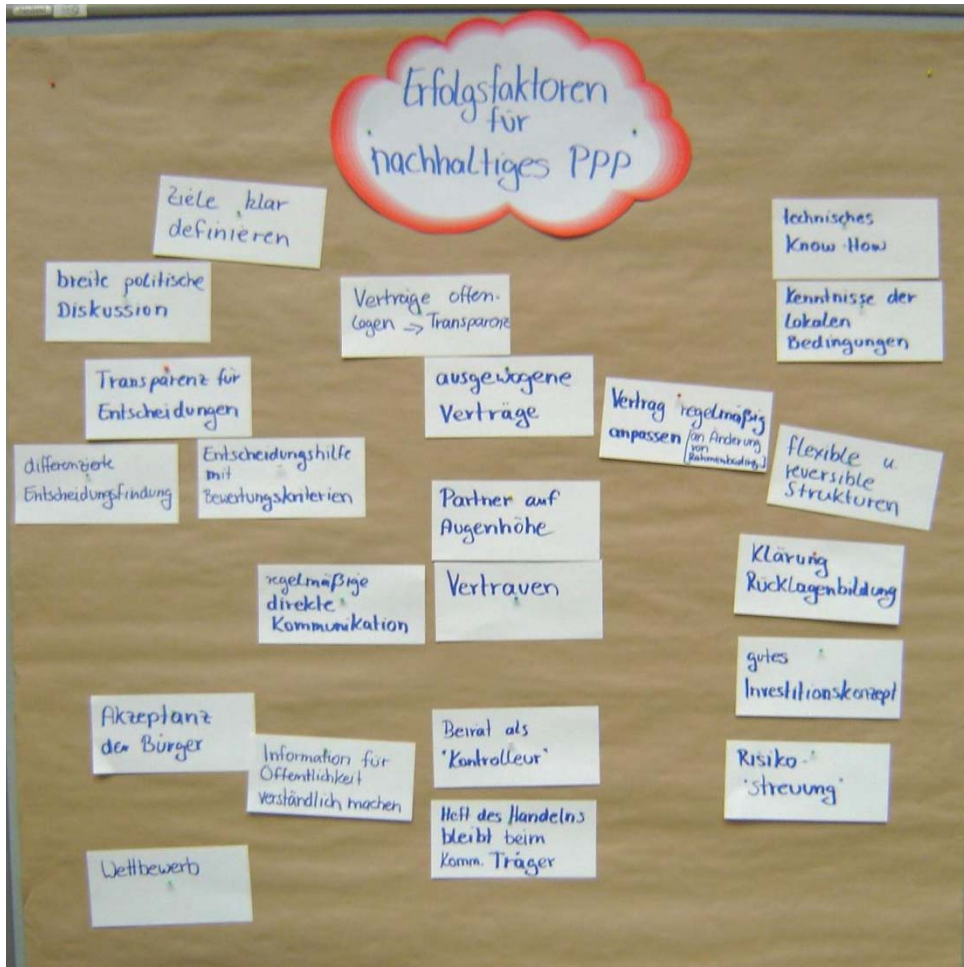 Erfolgsfaktoren
für
nachhaltiges PPP
Ziele klar
definieren
breite politische
Diskussion
Transparenz für
Entscheidungen
differenzierte
Entscheidungsfindung
Entscheidungshilfe
mit
Bewertungskriterien
regelmäßige
direkte
Kommunikation
Verträge offen-
legen -> Transparenz
ausgewogene
Verträge
Partner auf
Augenhöhe
Vertrauen
Vertrag regelmäßig
anpassen [an Änderung
von
Rahmenbeding.]
flexible u.
reversible
Strukturen
technisches
Know-How
Kenntnisse der
Lokalen
Bedingungen
Klärung
Rücklagenbildung
gutes
Investitionskonzept
Risiko-
"streuung"
Akzeptanz
der Bürger
Information für
Öffentlichkeit
verständlich machen
Wettbewerb
Beirat als
"Kontrolleur"
Heft des Handelns
bleibt beim
Komm. Träger